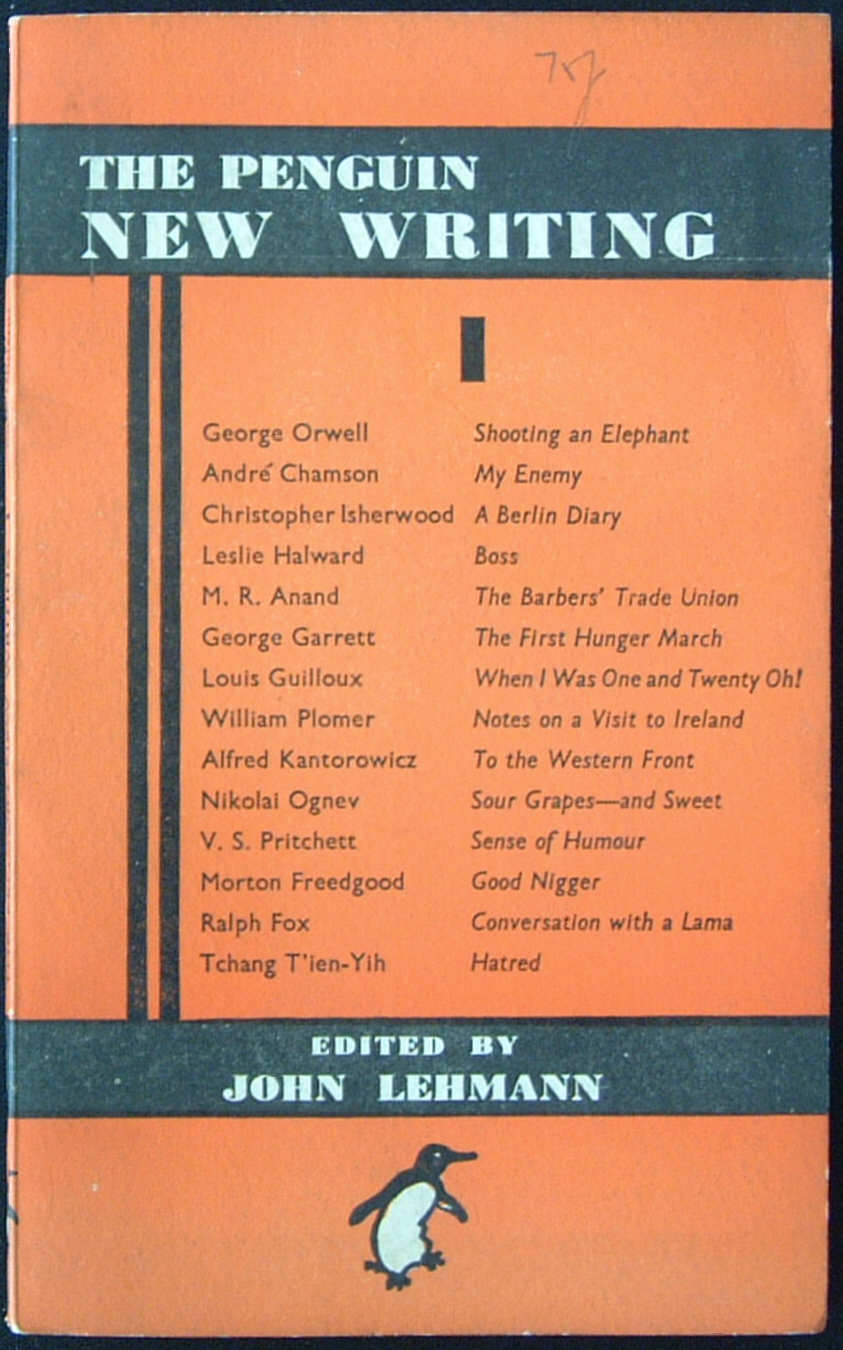 THE PENGUIN
NEW WRITING
I
George Orwell Shooting an Elephant
André Chamson My Enemy
Christopher Isherwood A Berlin Diary
Leslie Halward Boss
M. R. Anand The Barbers' Trade Union
George Garrett The First Hunger March
Louis Guilloux When I Was One and Twenty Oh!
William Plomer Notes on a Visit to Ireland
Alfred Kantorowicz To the Western Front
Nikolai Ognev Sour Grapes—and Sweet
V. S. Pritchett Sense of Humour
Morton Freedgood Good Nigger
Ralph Fox Conversation with a Lama
Tchang T'ien-Yih Hatred
EDITED BY
JOHN LEHMANN